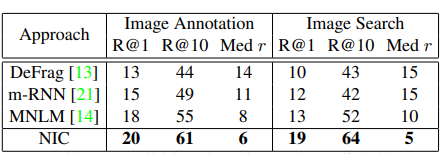 Approach Image Annotation Image Search
R@1 R@10 Med r R@1 R@10 Med r
DeFrag [13] 13 44 14 10 43 15
m-RNN [21] 15 49 11 12 42 15
MNLM [14] 18 55 8 13 52 10
NIC 20 61 6 19 64 5